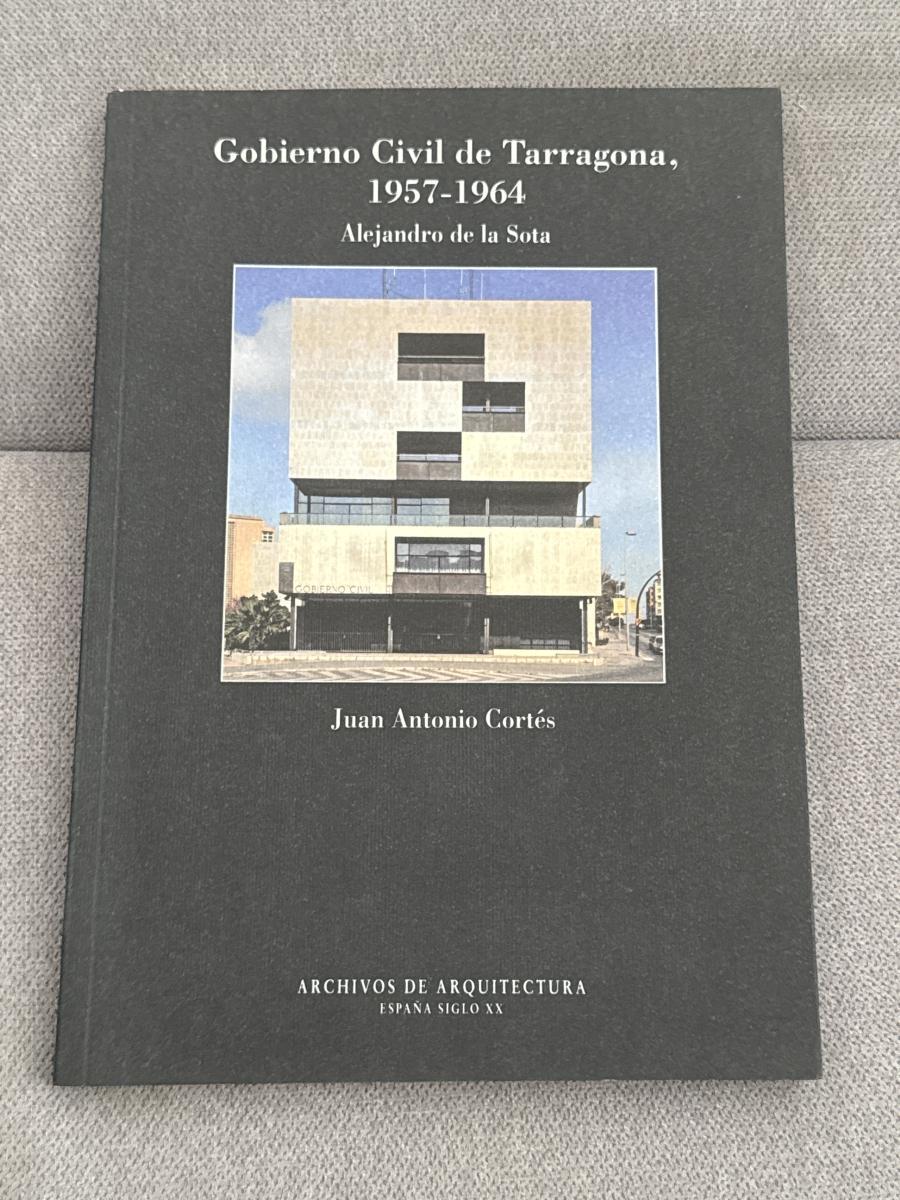 Gobierno Civil de Tarragona,
1957-1964
Alejandro de la Sota
GOBIERNO CIVIL
Juan Antonio Cortés
ARCHIVOS DE ARQUITECTURA
ESPAÑA SIGLO XX